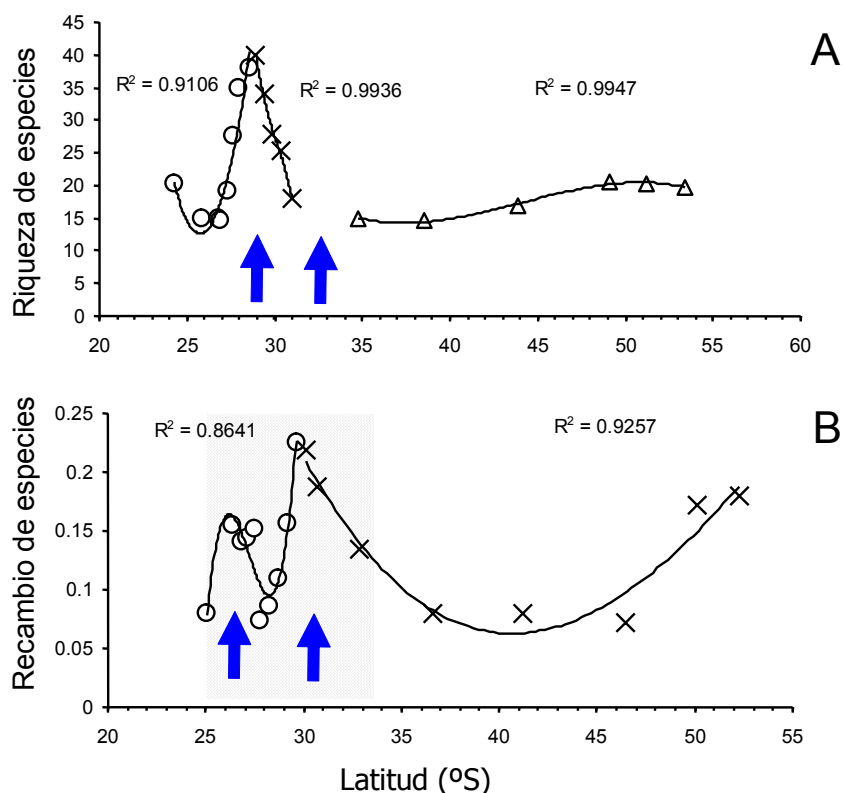 A
Riqueza de especies
45
40
35
30
25
20
15
10
5
0
R² = 0.9106
R² = 0.9936
R² = 0.9947
20 25 30 35 40 45 50 55 60
B
Recambio de especies
0.25
0.2
0.15
0.1
0.05
0
R² = 0.8641
R² = 0.9257
20 25 30 35 40 45 50 55
Latitud (ºS)